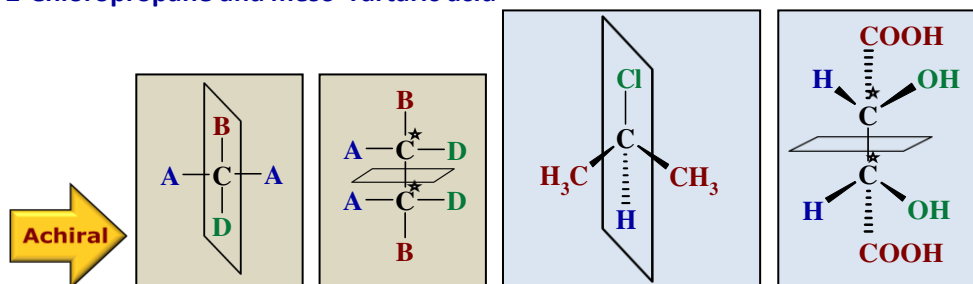 2-Chloropropane and meso-Tartaric acid
Achiral
B
A C A
D
B
A C D
A C D
B
Cl
C
H3C CH3
H
COOH
H OH
C
C
H OH
COOH